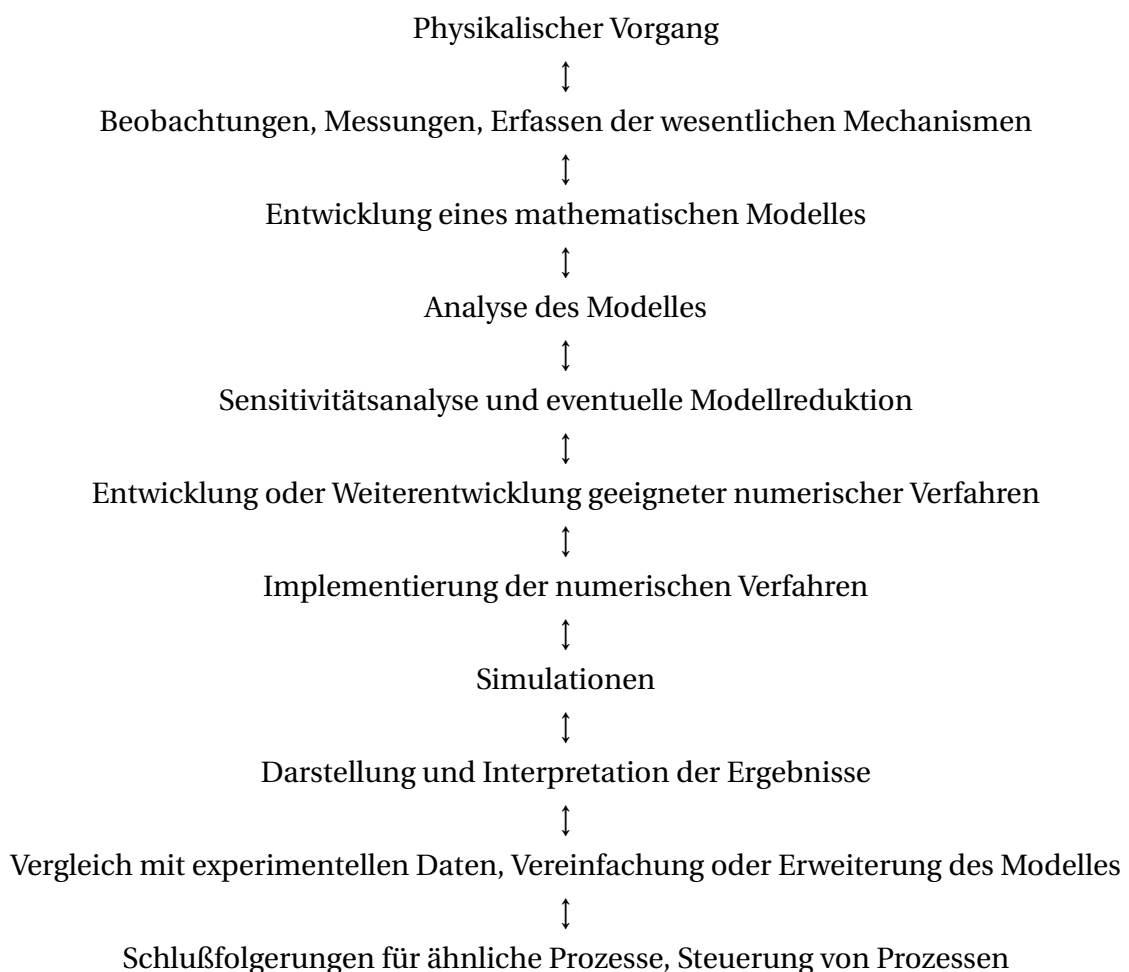 Physikalischer Vorgang
↕
Beobachtungen, Messungen, Erfassen der wesentlichen Mechanismen
↕
Entwicklung eines mathematischen Modelles
↕
Analyse des Modelles
↕
Sensitivitätsanalyse und eventuelle Modellreduktion
↕
Entwicklung oder Weiterentwicklung geeigneter numerischer Verfahren
↕
Implementierung der numerischen Verfahren
↕
Simulationen
↕
Darstellung und Interpretation der Ergebnisse
↕
Vergleich mit experimentellen Daten, Vereinfachung oder Erweiterung des Modelles
↕
Schlußfolgerungen für ähnliche Prozesse, Steuerung von Prozessen